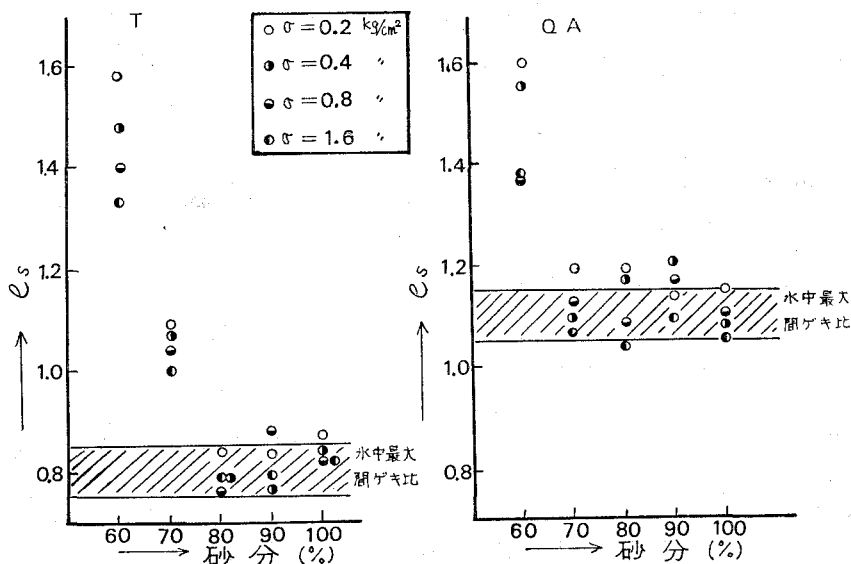 T
○ σ=0.2 kg/cm²
◑ σ=0.4 〃
◒ σ=0.8 〃
◐ σ=1.6 〃
1.6
1.4
1.2
1.0
0.8
es
水中最大
間ゲキ比
60 70 80 90 100
砂分(%)
QA
1.6
1.4
1.2
1.0
0.8
es
水中最大
間ゲキ比
60 70 80 90 100
砂分(%)